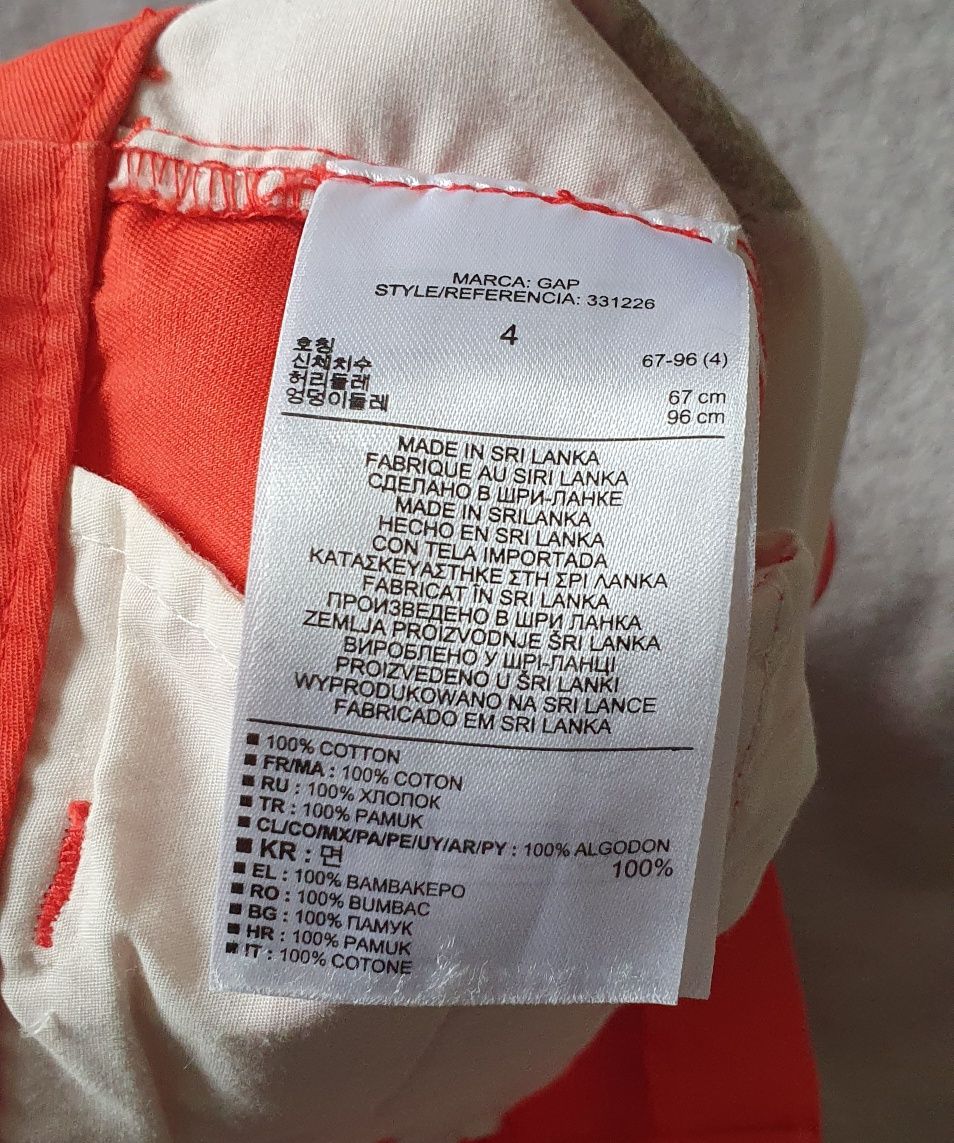 MARCA: GAP
STYLE/REFERENCIA: 331226
4
호칭
신체치수 67-96 (4)
허리둘레 67 cm
엉덩이둘레 96 cm
MADE IN SRI LANKA
FABRIQUE AU SIRI LANKA
СДЕЛАНО В ШРИ-ЛАНКЕ
MADE IN SRILANKA
HECHO EN SRI LANKA
CON TELA IMPORTADA
ΚΑΤΑΣΚΕΥΑΣΤΗΚΕ ΣΤΗ ΣΡΙ ΛΑΝΚΑ
FABRICAT ÎN SRI LANKA
ПРОИЗВЕДЕНО В ШРИ ЛАНКА
ZEMLJA PROIZVODNJE ŠRI LANKA
ВИРОБЛЕНО У ШРІ-ЛАНЦІ
PROIZVEDENO U ŠRI LANKI
WYPRODUKOWANO NA SRI LANCE
FABRICADO EM SRI LANKA
■ 100% COTTON
■ FR/MA : 100% COTON
■ RU : 100% ХЛОПОК
■ TR : 100% PAMUK
■ CL/CO/MX/PA/PE/UY/AR/PY : 100% ALGODON
■ KR : 면 100%
■ EL : 100% ΒΑΜΒΑΚΕΡΟ
■ RO : 100% BUMBAC
■ BG : 100% ПАМУК
■ HR : 100% PAMUK
■ IT : 100% COTONE